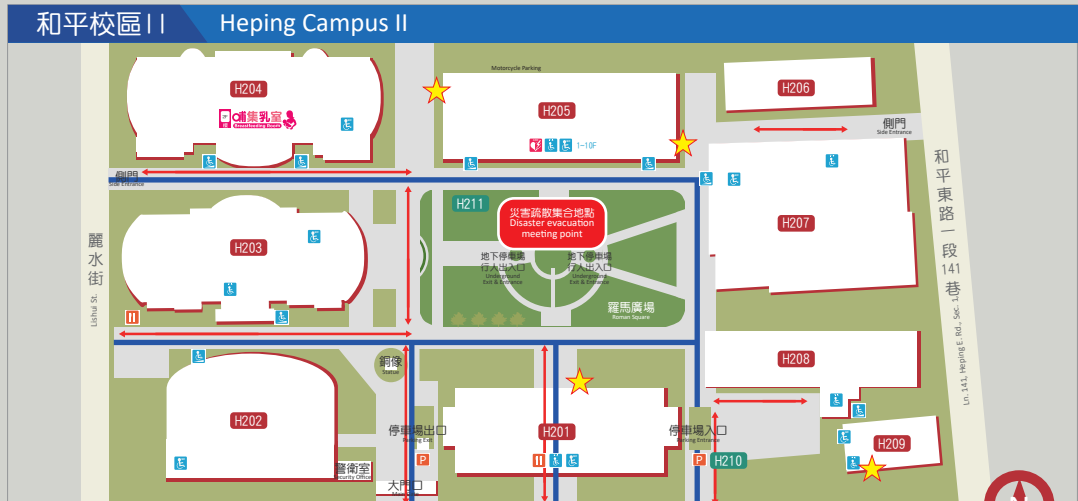 和平校區II Heping Campus II
Motorcycle Parking
H204
哺集乳室
Breastfeeding Room
H205
1-10F
H206
側門
Side Entrance
側門
Side Entrance
H211
災害疏散集合地點
Disaster evacuation
meeting point
地下停車場
行人出入口
Underground
Exit & Entrance
地下停車場
行人出入口
Underground
Exit & Entrance
羅馬廣場
Roman Square
H207
和平東路一段141巷
Ln. 141, Heping E. Rd., Sec. 1.
麗水街
Lishui St.
H203
銅像
Statue
H208
H202
停車場出口
Parking Exit
P
H201
停車場入口
Parking Entrance
P
H210
H209
警衛室
Security Office
大門口
N